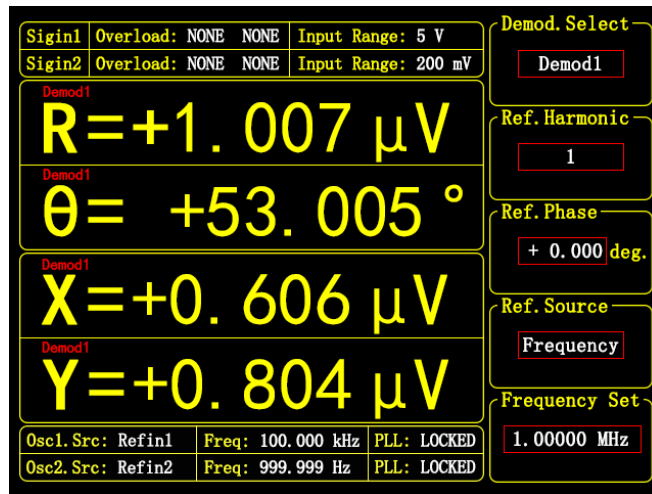 Sigin1 Overload: NONE NONE Input Range: 5 V
Sigin2 Overload: NONE NONE Input Range: 200 mV
Demod1
R=+1.007 μV
Demod1
θ= +53.005 °
Demod1
X=+0.606 μV
Demod1
Y=+0.804 μV
Osc1.Src: Refin1 Freq: 100.000 kHz PLL: LOCKED
Osc2.Src: Refin2 Freq: 999.999 Hz PLL: LOCKED
Demod.Select
Demod1
Ref.Harmonic
1
Ref.Phase
+ 0.000 deg.
Ref.Source
Frequency
Frequency Set
1.00000 MHz